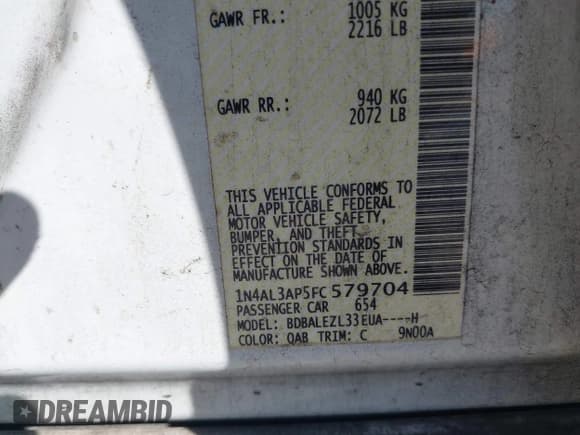 GAWR FR.: 1005 KG
2216 LB
GAWR RR.: 940 KG
2072 LB
THIS VEHICLE CONFORMS TO
ALL APPLICABLE FEDERAL
MOTOR VEHICLE SAFETY,
BUMPER, AND THEFT
PREVENTION STANDARDS IN
EFFECT ON THE DATE OF
MANUFACTURE SHOWN ABOVE.
1N4AL3AP5FC579704
PASSENGER CAR 654
MODEL: BDBALEZL33EUA----H
COLOR: QAB TRIM: C 9N00A
DREAMBID